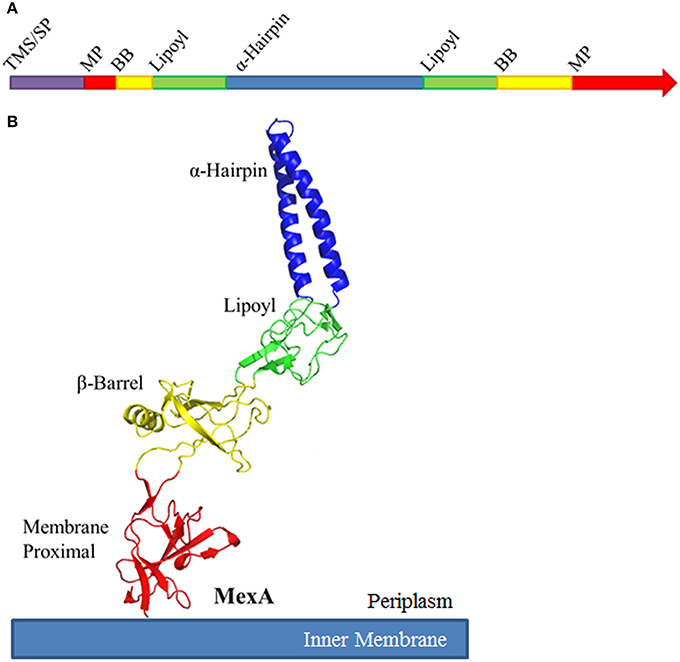 A
TMS/SP MP BB Lipoyl α-Hairpin Lipoyl BB MP
B
α-Hairpin
Lipoyl
β-Barrel
Membrane
Proximal
MexA
Periplasm
Inner Membrane